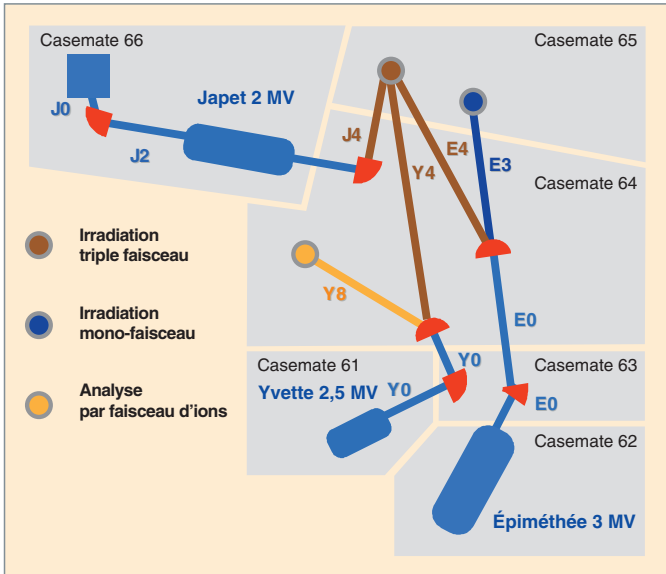 Casemate 66
Casemate 65
J0
Japet 2 MV
J2
J4
Y4
E4
E3
Casemate 64
Irradiation
triple faisceau
Irradiation
mono-faisceau
Analyse
par faisceau d'ions
Y8
E0
Casemate 61
Y0
Casemate 63
Yvette 2,5 MV
Y0
E0
Casemate 62
Épiméthée 3 MV